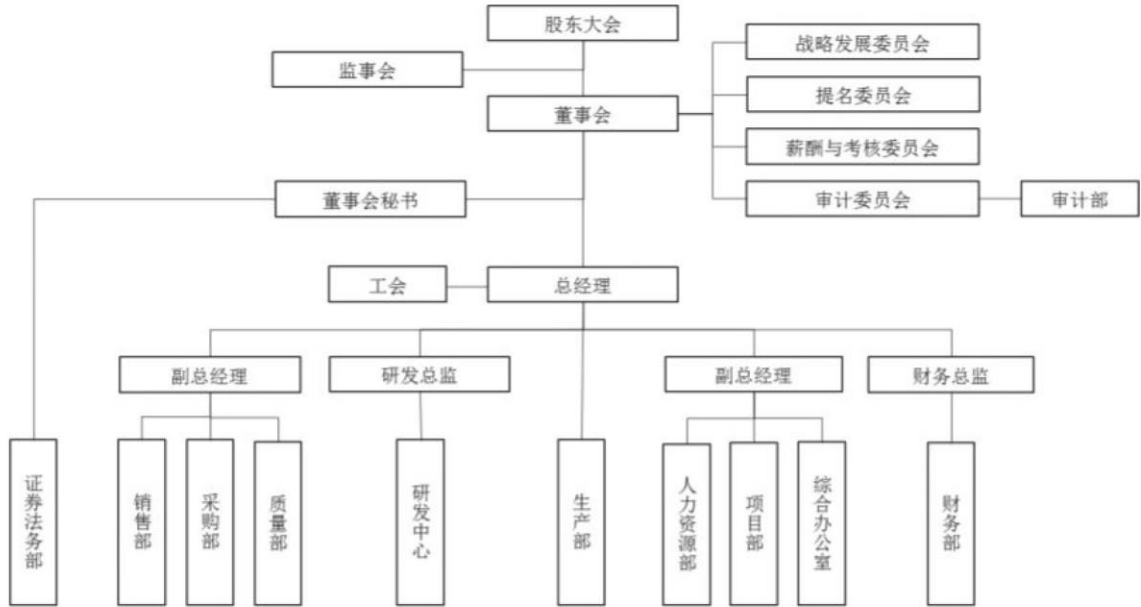 股东大会
战略发展委员会
监事会
提名委员会
董事会
薪酬与考核委员会
董事会秘书
审计委员会
审计部
工会
总经理
副总经理
研发总监
副总经理
财务总监
证券法务部
销售部
采购部
质量部
研发中心
生产部
人力资源部
项目部
综合办公室
财务部